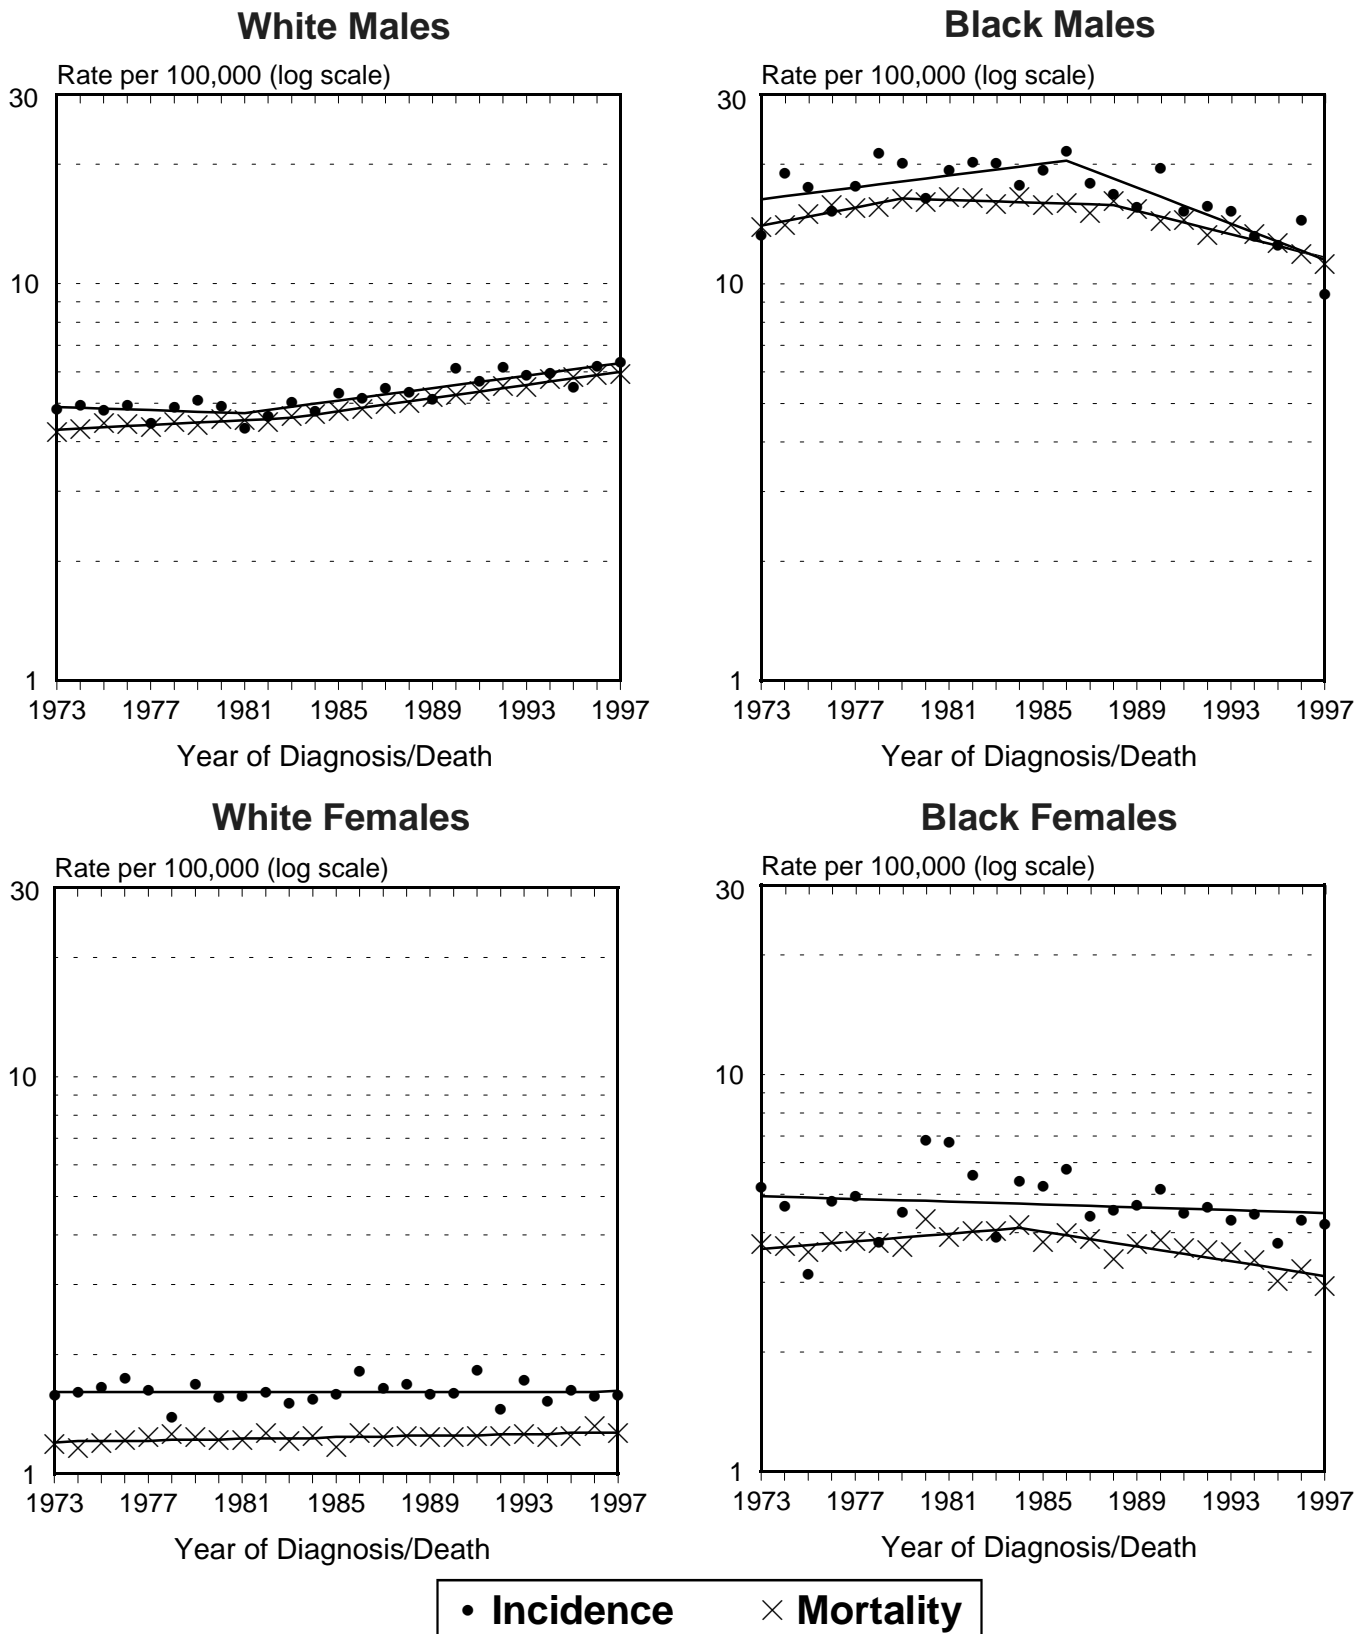 White Males
Rate per 100,000 (log scale)
30
10
1
1973 1977 1981 1985 1989 1993 1997
Year of Diagnosis/Death
Black Males
Rate per 100,000 (log scale)
30
10
1
1973 1977 1981 1985 1989 1993 1997
Year of Diagnosis/Death
White Females
Rate per 100,000 (log scale)
30
10
1
1973 1977 1981 1985 1989 1993 1997
Year of Diagnosis/Death
Black Females
Rate per 100,000 (log scale)
30
10
1
1973 1977 1981 1985 1989 1993 1997
Year of Diagnosis/Death
Incidence Mortality